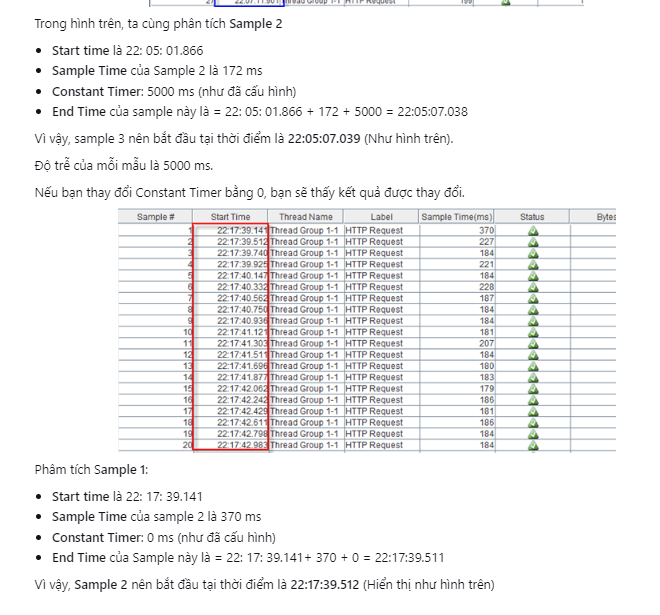 Trong hình trên, ta cùng phân tích Sample 2
Start time là 22: 05: 01.866
Sample Time của Sample 2 là 172 ms
Constant Timer: 5000 ms (như đã cấu hình)
End Time của sample này là = 22: 05: 01.866 + 172 + 5000 = 22:05:07.038
Vì vậy, sample 3 nên bắt đầu tại thời điểm là 22:05:07.039 (Như hình trên).
Độ trễ của mỗi mẫu là 5000 ms.
Nếu bạn thay đổi Constant Timer bằng 0, bạn sẽ thấy kết quả được thay đổi.
Sample # Start Time Thread Name Label Sample Time(ms) Status Bytes
1 22:17:39.141 Thread Group 1-1 HTTP Request 370
2 22:17:39.512 Thread Group 1-1 HTTP Request 227
3 22:17:39.740 Thread Group 1-1 HTTP Request 184
4 22:17:39.925 Thread Group 1-1 HTTP Request 221
5 22:17:40.147 Thread Group 1-1 HTTP Request 184
6 22:17:40.332 Thread Group 1-1 HTTP Request 228
7 22:17:40.562 Thread Group 1-1 HTTP Request 187
8 22:17:40.750 Thread Group 1-1 HTTP Request 184
9 22:17:40.936 Thread Group 1-1 HTTP Request 184
10 22:17:41.121 Thread Group 1-1 HTTP Request 181
11 22:17:41.303 Thread Group 1-1 HTTP Request 207
12 22:17:41.511 Thread Group 1-1 HTTP Request 184
13 22:17:41.696 Thread Group 1-1 HTTP Request 180
14 22:17:41.877 Thread Group 1-1 HTTP Request 183
15 22:17:42.062 Thread Group 1-1 HTTP Request 179
16 22:17:42.242 Thread Group 1-1 HTTP Request 186
17 22:17:42.429 Thread Group 1-1 HTTP Request 181
18 22:17:42.611 Thread Group 1-1 HTTP Request 186
19 22:17:42.798 Thread Group 1-1 HTTP Request 184
20 22:17:42.983 Thread Group 1-1 HTTP Request 184
Phâm tích Sample 1:
Start time là 22: 17: 39.141
Sample Time của sample 2 là 370 ms
Constant Timer: 0 ms (như đã cấu hình)
End Time của Sample này là = 22: 17: 39.141+ 370 + 0 = 22:17:39.511
Vì vậy, Sample 2 nên bắt đầu tại thời điểm là 22:17:39.512 (Hiển thị như hình trên)